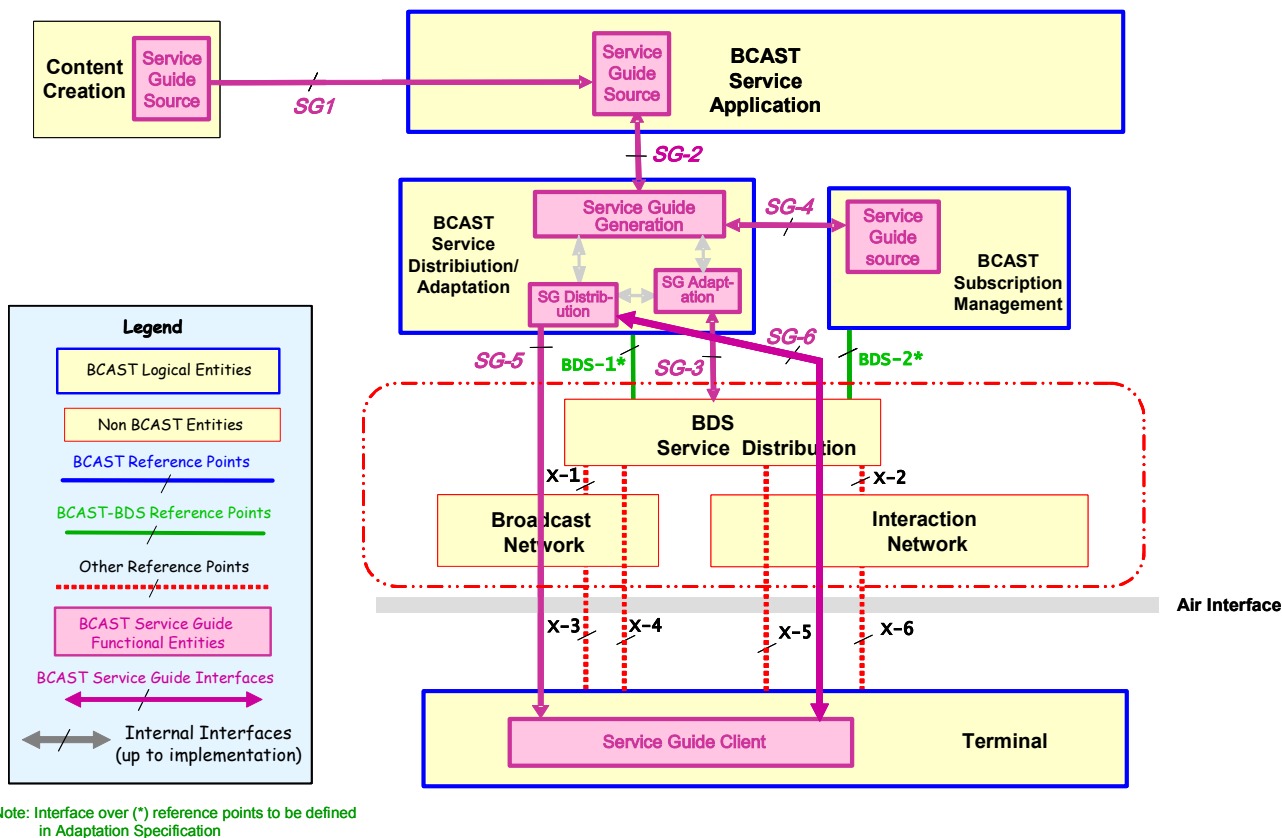 Content
Creation
Service
Guide
Source
SG1
Service
Guide
Source
BCAST
Service
Application
SG-2
BCAST
Service
Distribiution/
Adaptation
Service Guide
Generation
SG Distrib-
ution
SG Adapt-
ation
SG-4
Service
Guide
source
BCAST
Subscription
Management
SG-5
BDS-1*
SG-3
SG-6
BDS-2*
BDS
Service Distribution
X-1
X-2
Broadcast
Network
Interaction
Network
Air Interface
X-3
X-4
X-5
X-6
Service Guide Client
Terminal
Legend
BCAST Logical Entities
Non BCAST Entities
BCAST Reference Points
BCAST-BDS Reference Points
Other Reference Points
BCAST Service Guide
Functional Entities
BCAST Service Guide Interfaces
Internal Interfaces
(up to implementation)
Note: Interface over (*) reference points to be defined
in Adaptation Specification